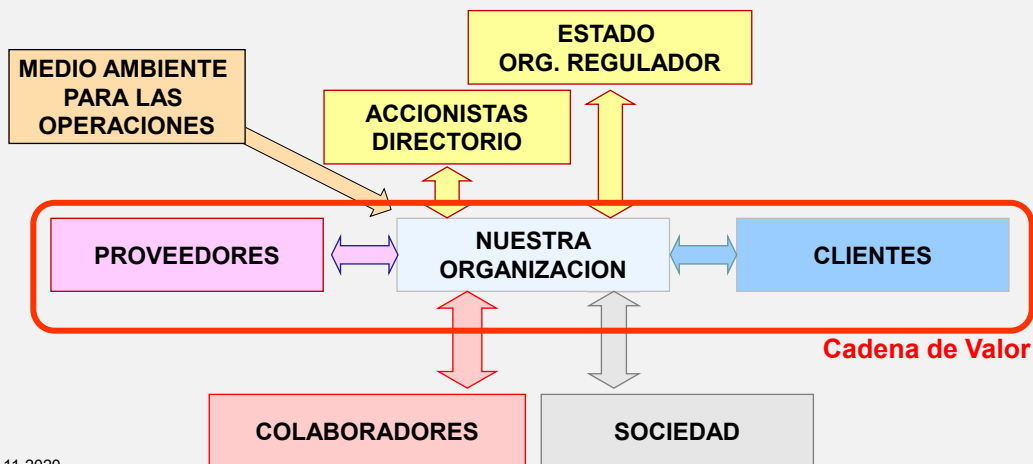 ESTADO
ORG. REGULADOR
MEDIO AMBIENTE
PARA LAS
OPERACIONES
ACCIONISTAS
DIRECTORIO
PROVEEDORES
NUESTRA
ORGANIZACION
CLIENTES
Cadena de Valor
COLABORADORES
SOCIEDAD